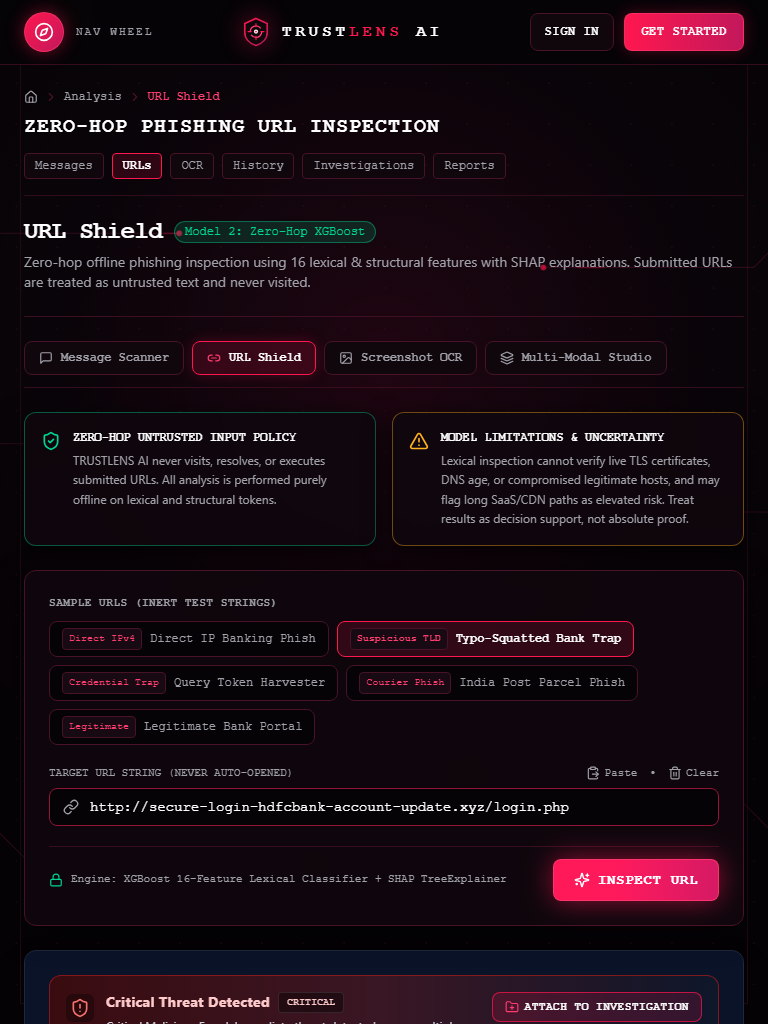 NAV WHEEL
TRUSTLENS AI
SIGN IN
GET STARTED
Analysis
URL Shield
ZERO-HOP PHISHING URL INSPECTION
Messages
URLs
OCR
History
Investigations
Reports
URL Shield
Model 2: Zero-Hop XGBoost
Zero-hop offline phishing inspection using 16 lexical & structural features with SHAP explanations. Submitted URLs
are treated as untrusted text and never visited.
Message Scanner
URL Shield
Screenshot OCR
Multi-Modal Studio
ZERO-HOP UNTRUSTED INPUT POLICY
TRUSTLENS AI never visits, resolves, or executes
submitted URLs. All analysis is performed purely
offline on lexical and structural tokens.
MODEL LIMITATIONS & UNCERTAINTY
Lexical inspection cannot verify live TLS certificates,
DNS age, or compromised legitimate hosts, and may
flag long SaaS/CDN paths as elevated risk. Treat
results as decision support, not absolute proof.
SAMPLE URLS (INERT TEST STRINGS)
Direct IPv4 Direct IP Banking Phish
Suspicious TLD Typo-Squatted Bank Trap
Credential Trap Query Token Harvester
Courier Phish India Post Parcel Phish
Legitimate Legitimate Bank Portal
TARGET URL STRING (NEVER AUTO-OPENED)
Paste • Clear
http://secure-login-hdfcbank-account-update.xyz/login.php
Engine: XGBoost 16-Feature Lexical Classifier + SHAP TreeExplainer
INSPECT URL
Critical Threat Detected
CRITICAL
ATTACH TO INVESTIGATION